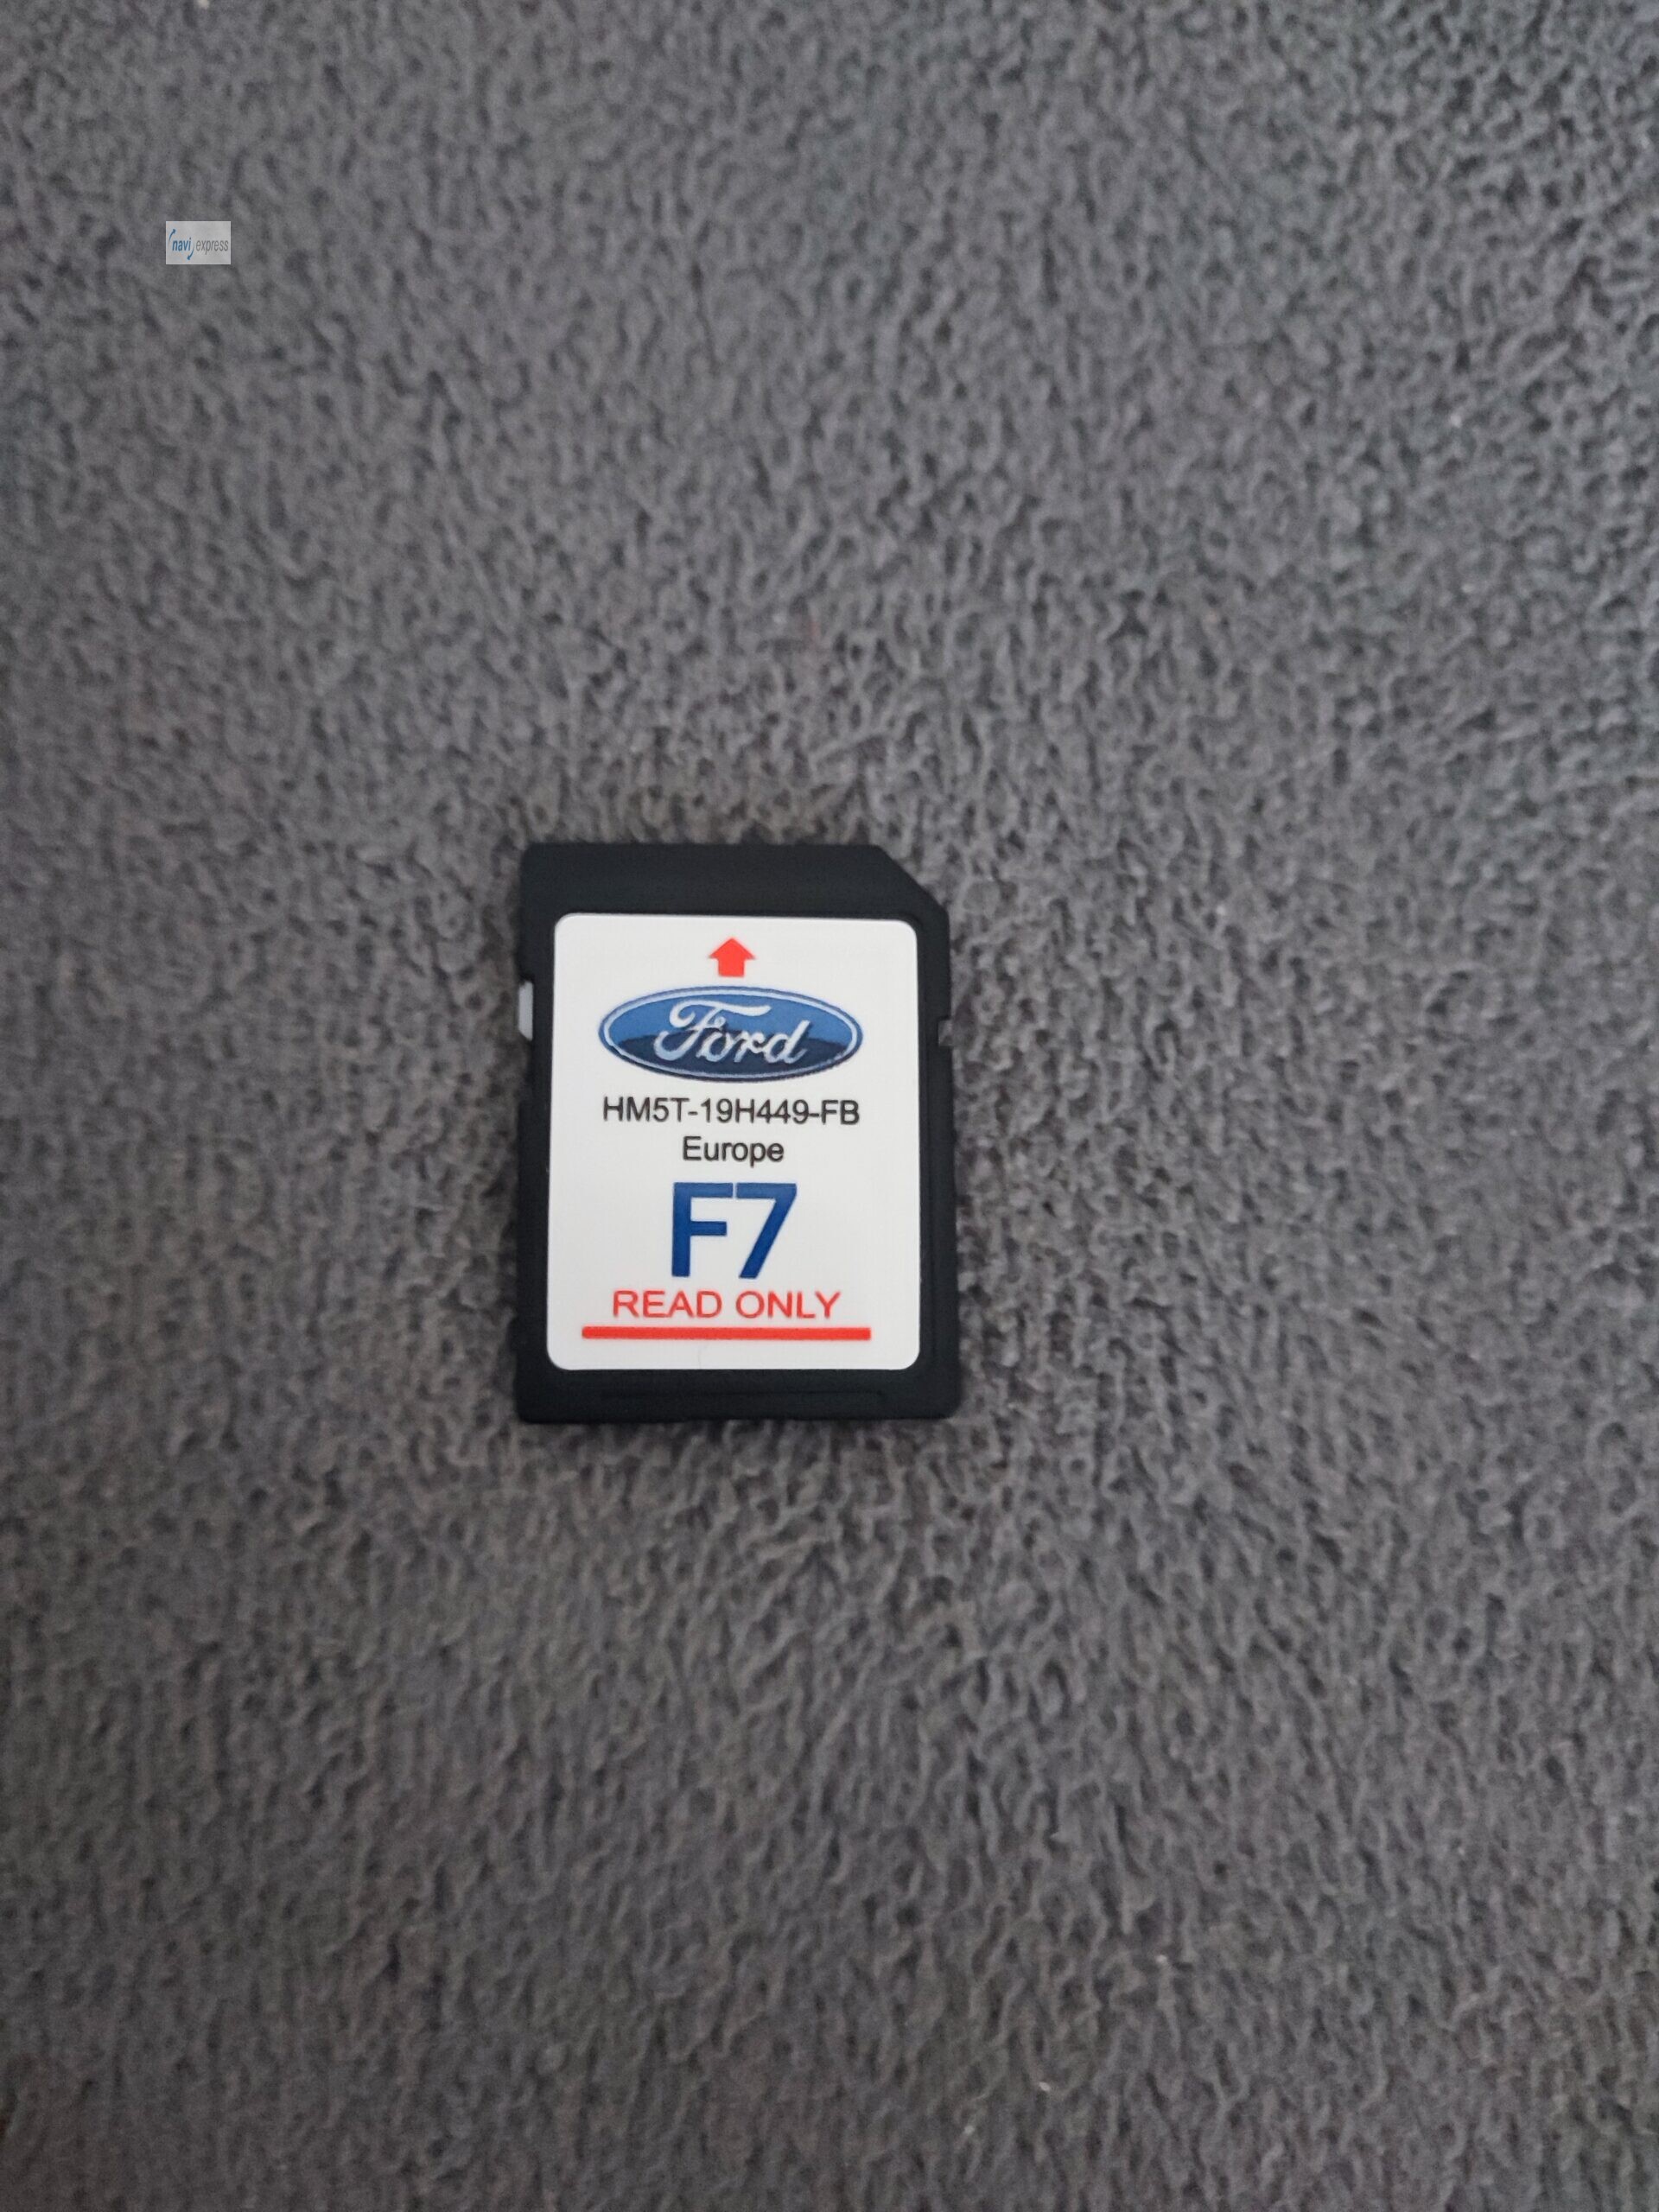 navi express
Ford
HM5T-19H449-FB
Europe
F7
READ ONLY